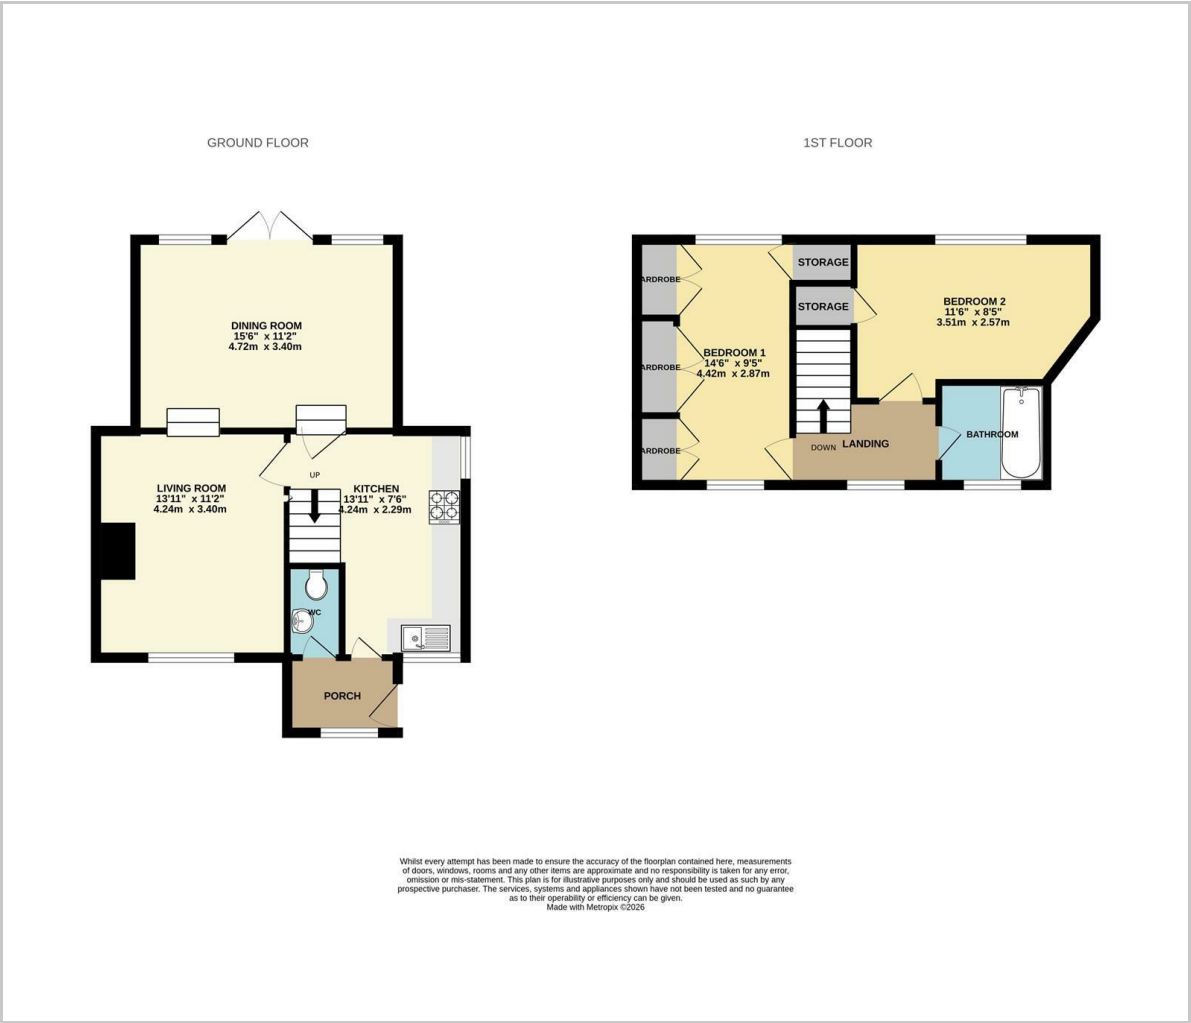 GROUND FLOOR
1ST FLOOR
DINING ROOM
15'6" x 11'2"
4.72m x 3.40m
LIVING ROOM
13'11" x 11'2"
4.24m x 3.40m
UP
KITCHEN
13'11" x 7'6"
4.24m x 2.29m
WC
PORCH
ARDROBE
ARDROBE
ARDROBE
STORAGE
STORAGE
BEDROOM 1
14'6" x 9'5"
4.42m x 2.87m
BEDROOM 2
11'6" x 8'5"
3.51m x 2.57m
DOWN
LANDING
BATHROOM
Whilst every attempt has been made to ensure the accuracy of the floorplan contained here, measurements
of doors, windows, rooms and any other items are approximate and no responsibility is taken for any error,
omission or mis-statement. This plan is for illustrative purposes only and should be used as such by any
prospective purchaser. The services, systems and appliances shown have not been tested and no guarantee
as to their operability or efficiency can be given.
Made with Metropix ©2026